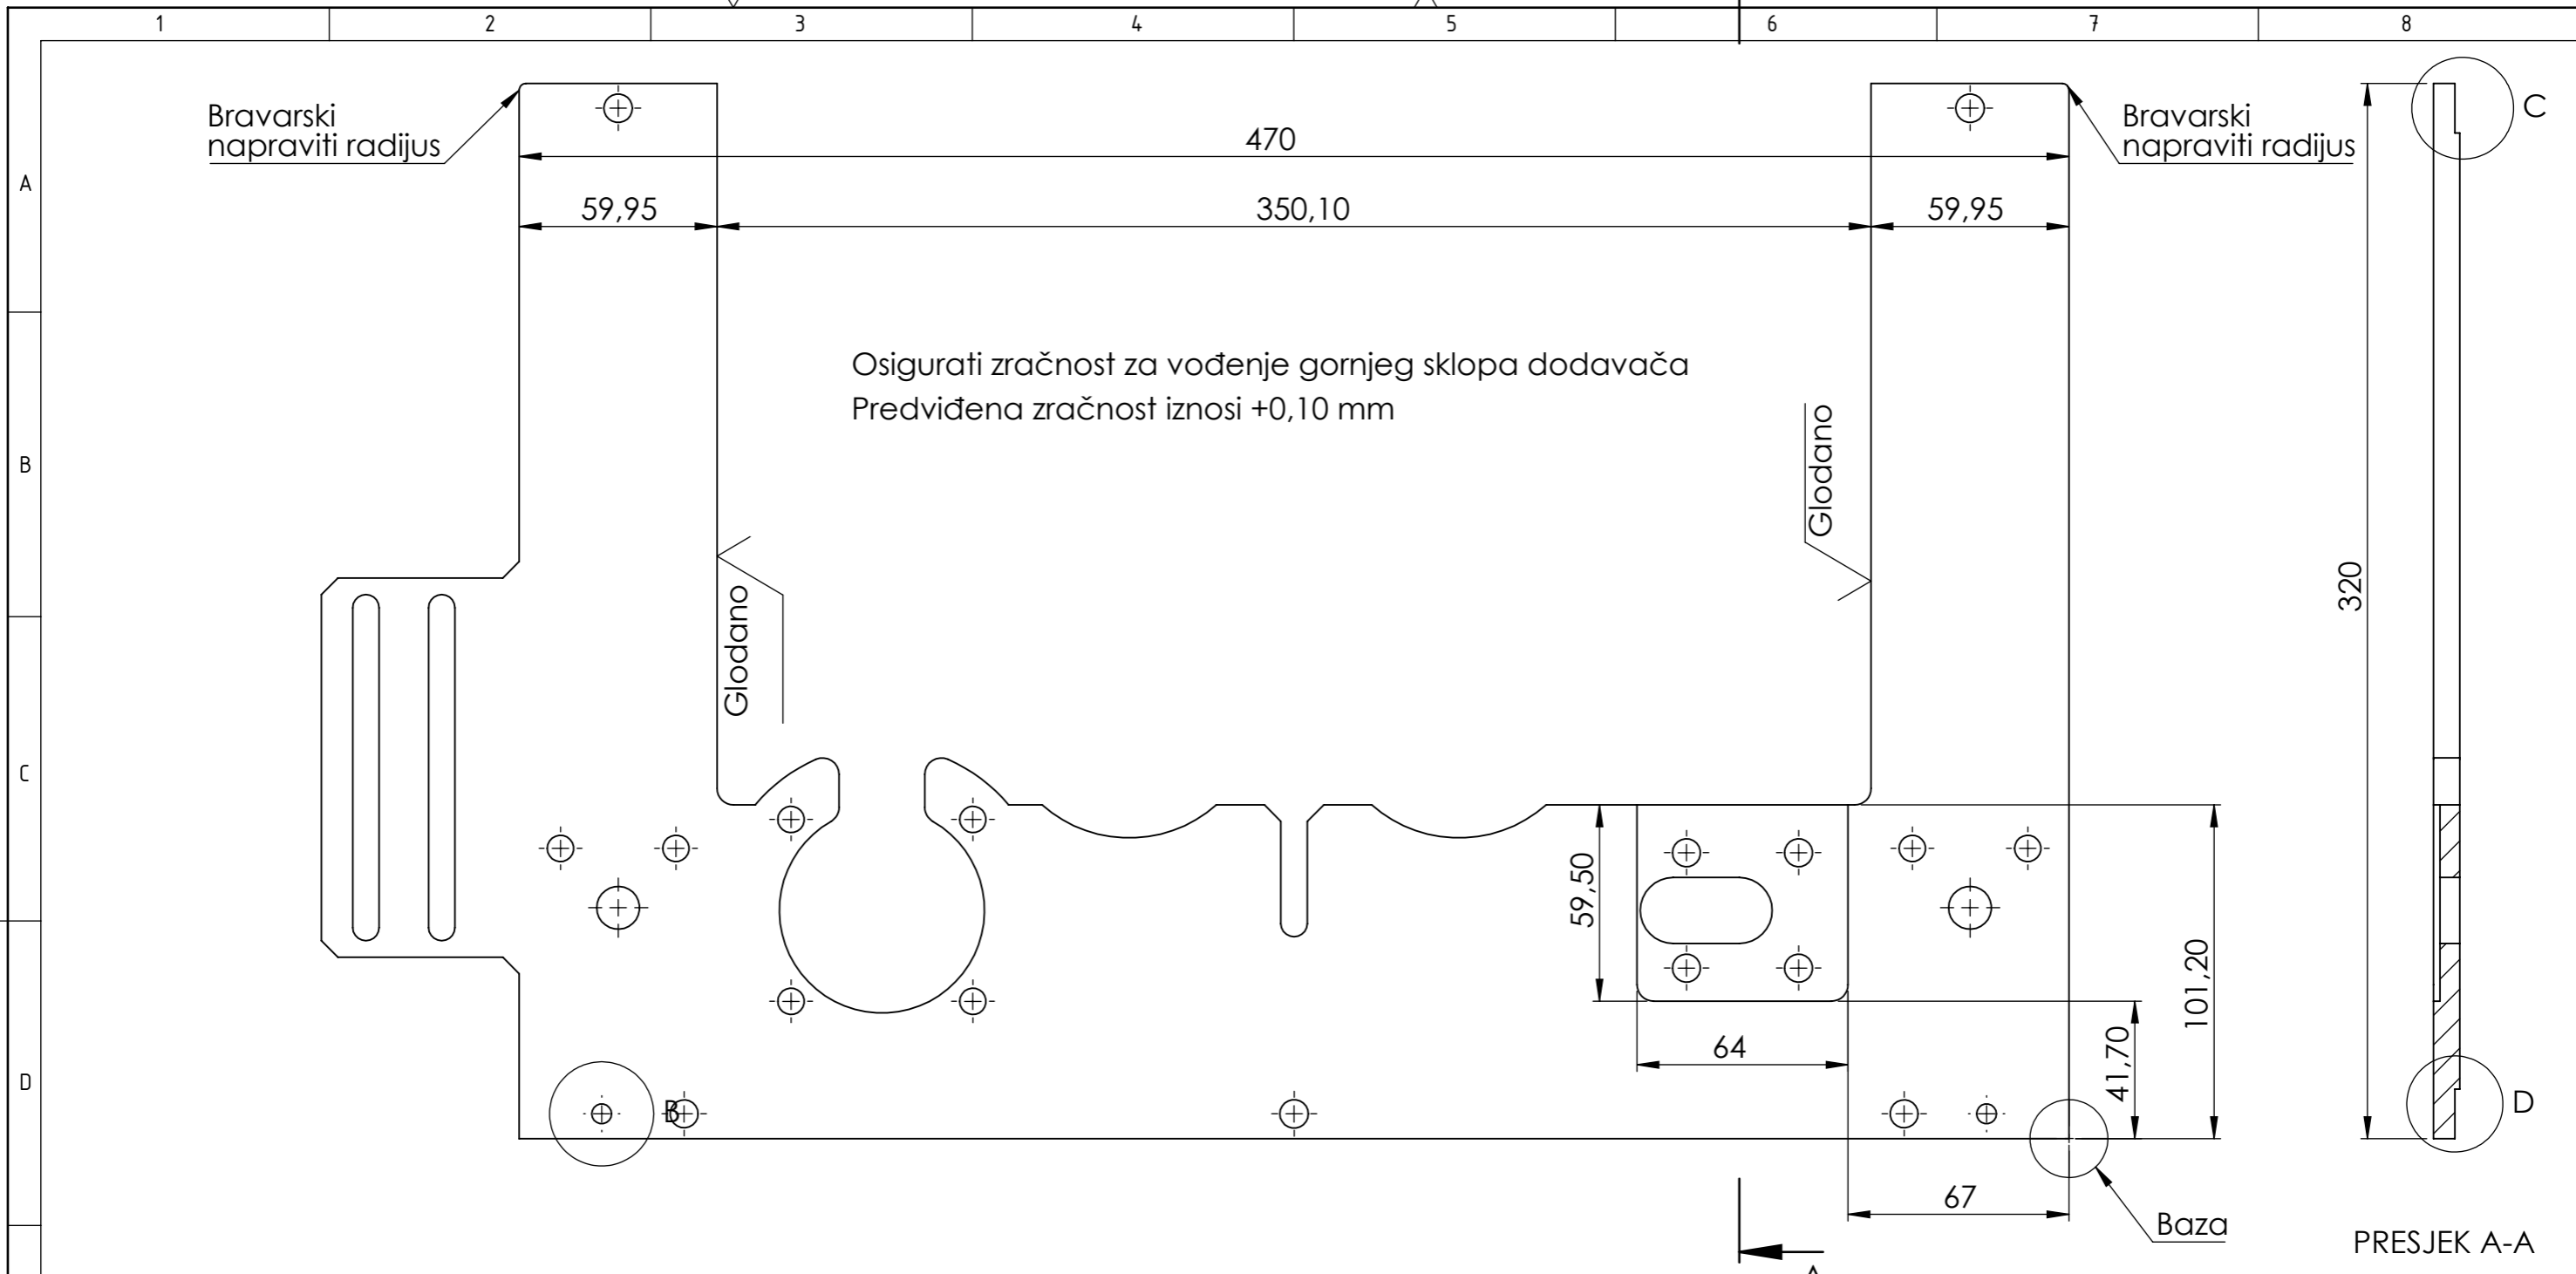 1 2 3 4 5 6 7 8
A
B
C
D
Bravarski
napraviti radijus
470
Bravarski
napraviti radijus
C
59,95
350,10
59,95
Osigurati zračnost za vođenje gornjeg sklopa dodavača
Predviđena zračnost iznosi +0,10 mm
Glodano
Glodano
320
59,50
101,20
41,70
64
B
D
67
Baza
PRESJEK A-A